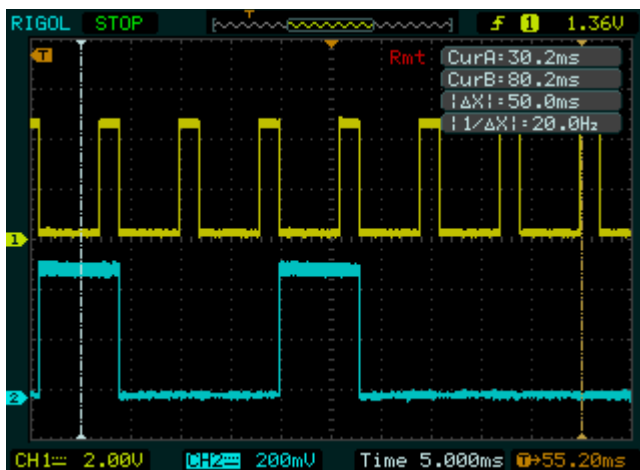 RIGOL STOP T f 1 1.36V
T Rmt CurA:30.2ms
CurB:80.2ms
|ΔX|:50.0ms
|1/ΔX|:20.0Hz
1
2
CH1 2.00V CH2 200mV Time 5.000ms T→55.20ms